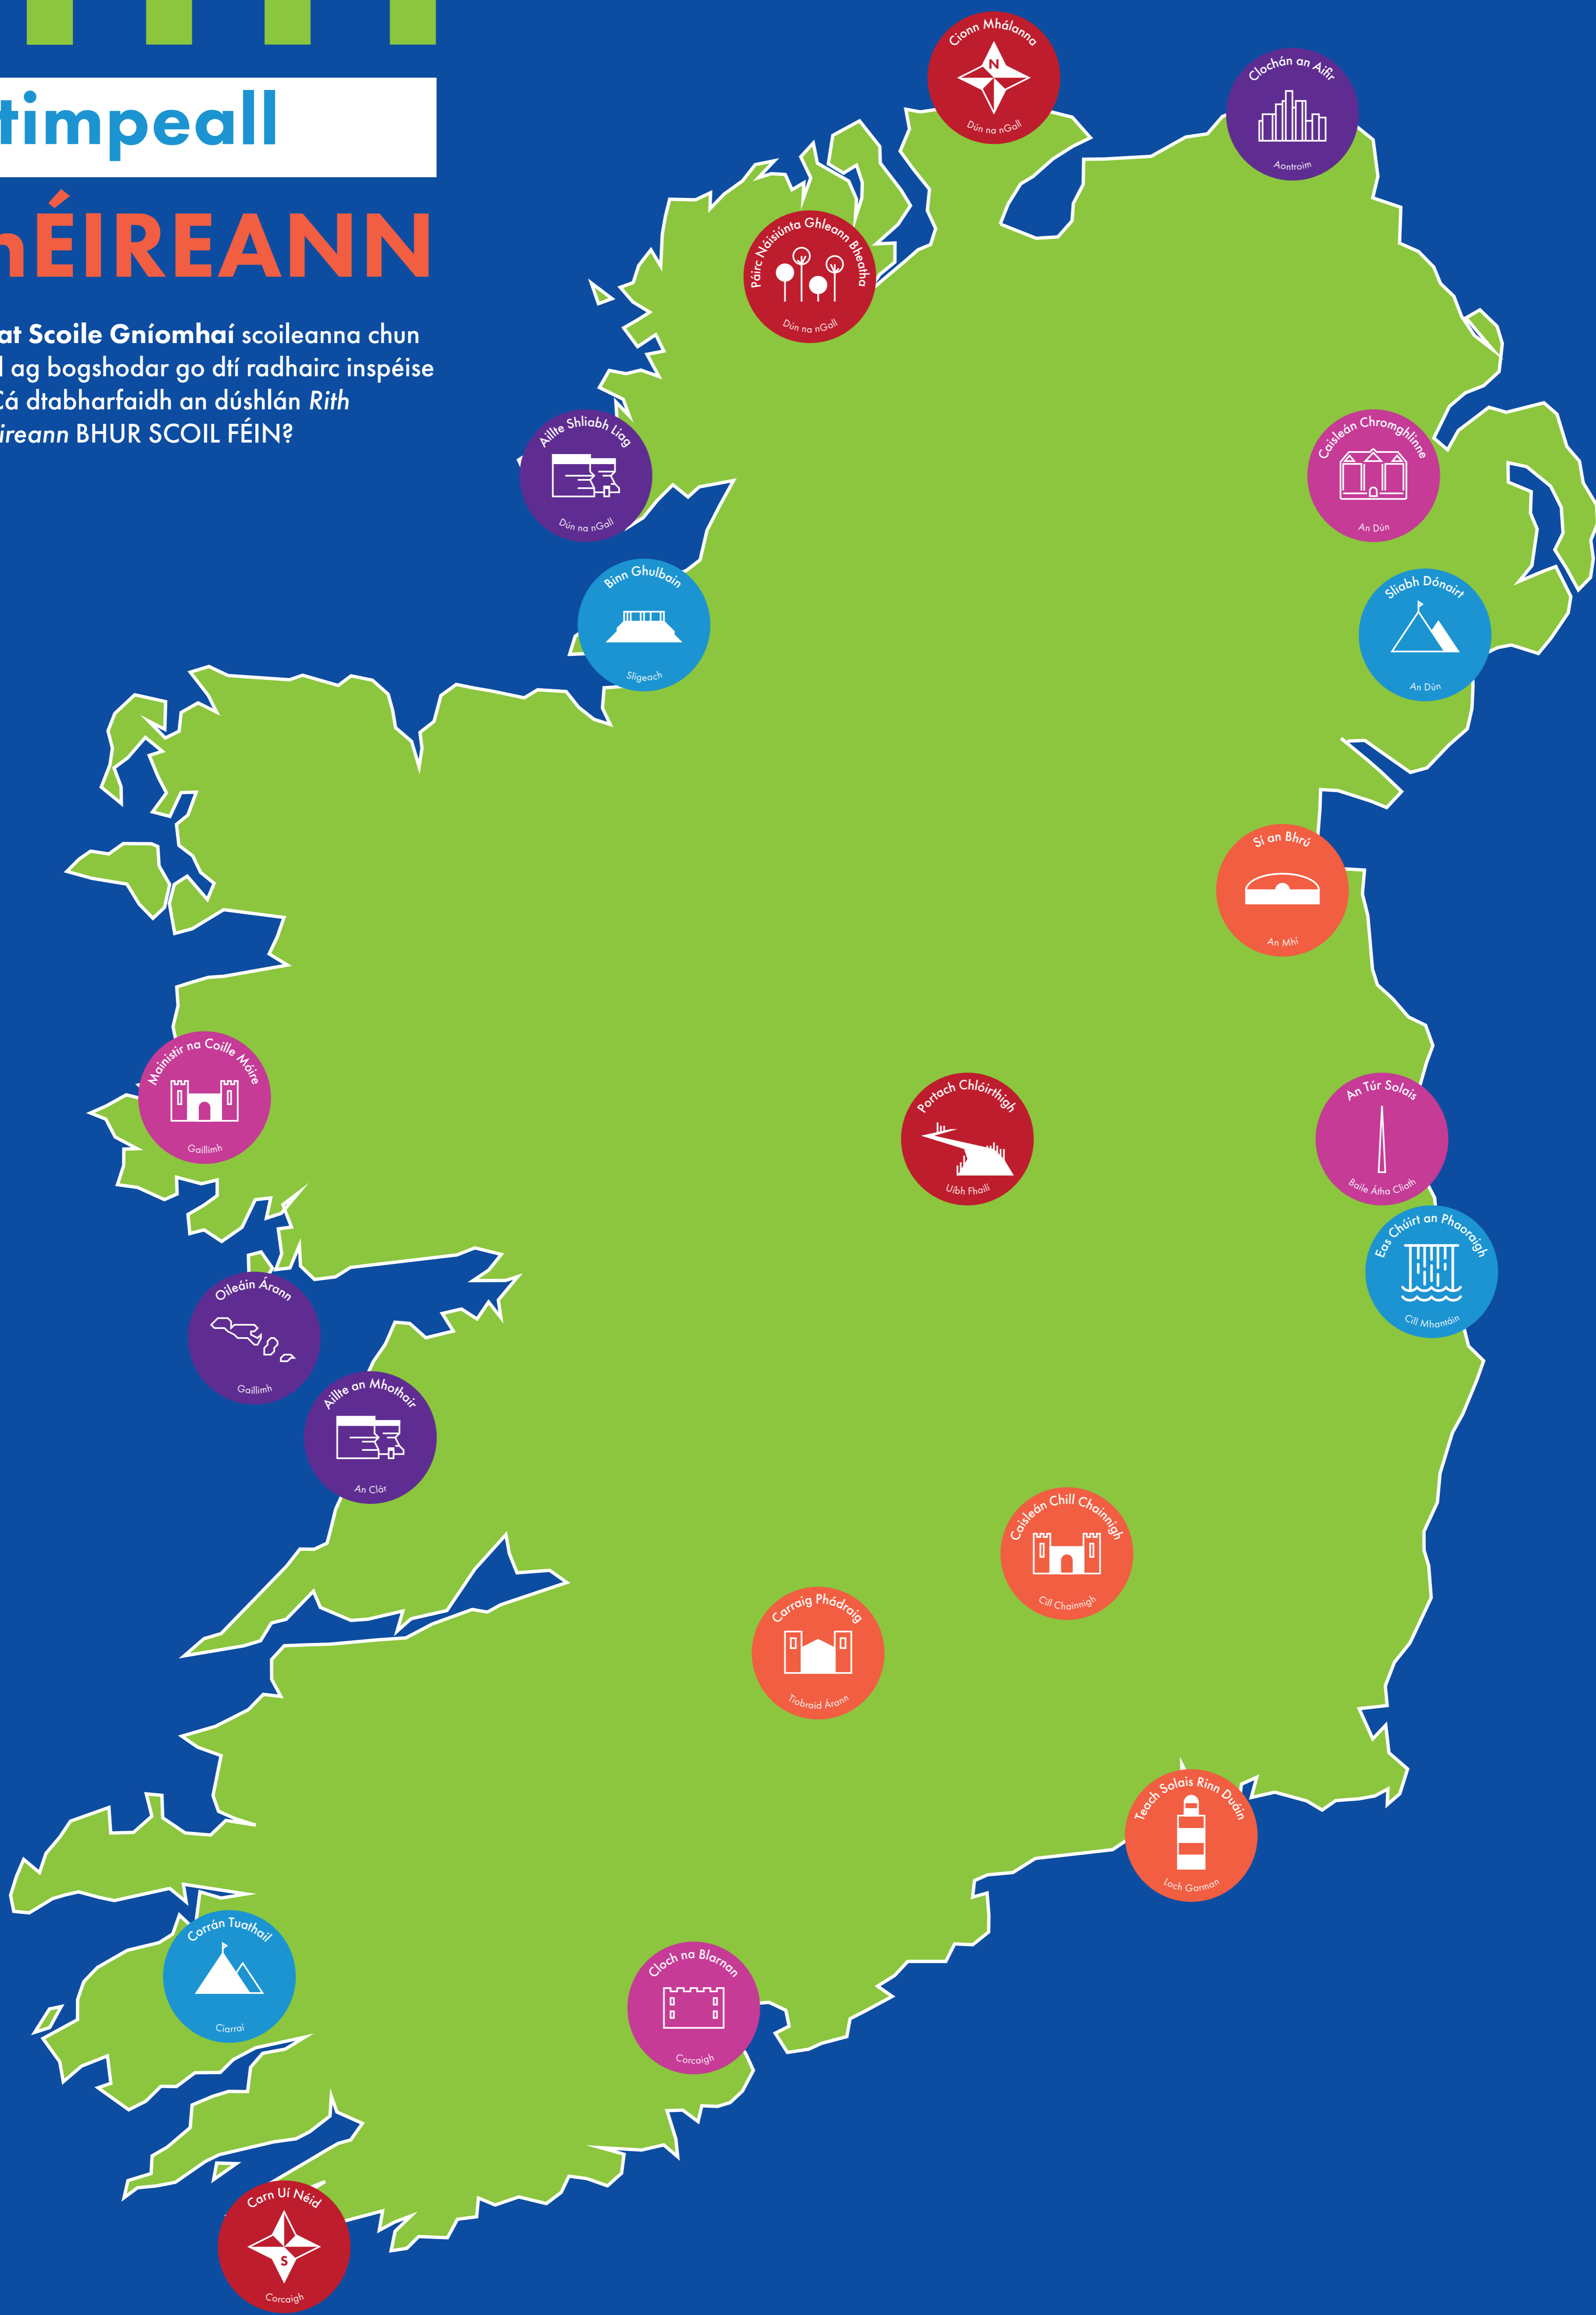 timpeall
hÉIREANN
at Scoile Gníomhaí scoileanna chun
ag bogshodar go dtí radhairc inspéise
Cá dtabharfaidh an dúshlán Rith
ireann BHUR SCOIL FÉIN?
Cionn Mhálanna
N
Dún na nGall
Clochán an Aifir
Aontroim
Páirc Náisiúnta Ghleann Bheatha
Dún na nGall
Aillte Shliabh Liag
Dún na nGall
Caisleán Chromghlinne
An Dún
Binn Ghulbain
Sligeach
Sliabh Dónairt
An Dún
Sí an Bhrú
An Mhí
Mainistir na Coille Móire
Gaillimh
Portach Chlóirthigh
Uíbh Fhailí
An Túr Solais
Baile Átha Cliath
Eas Chúirt an Phaoraigh
Cill Mhantáin
Oileáin Árann
Gaillimh
Aillte an Mhothair
An Clár
Caisleán Chill Chainnigh
Cill Chainnigh
Carraig Phádraig
Tiobraid Árann
Teach Solais Rinn Duáin
Loch Garman
Corrán Tuathail
Ciarraí
Cloch na Blarnan
Corcaigh
Carn Uí Néid
S
Corcaigh